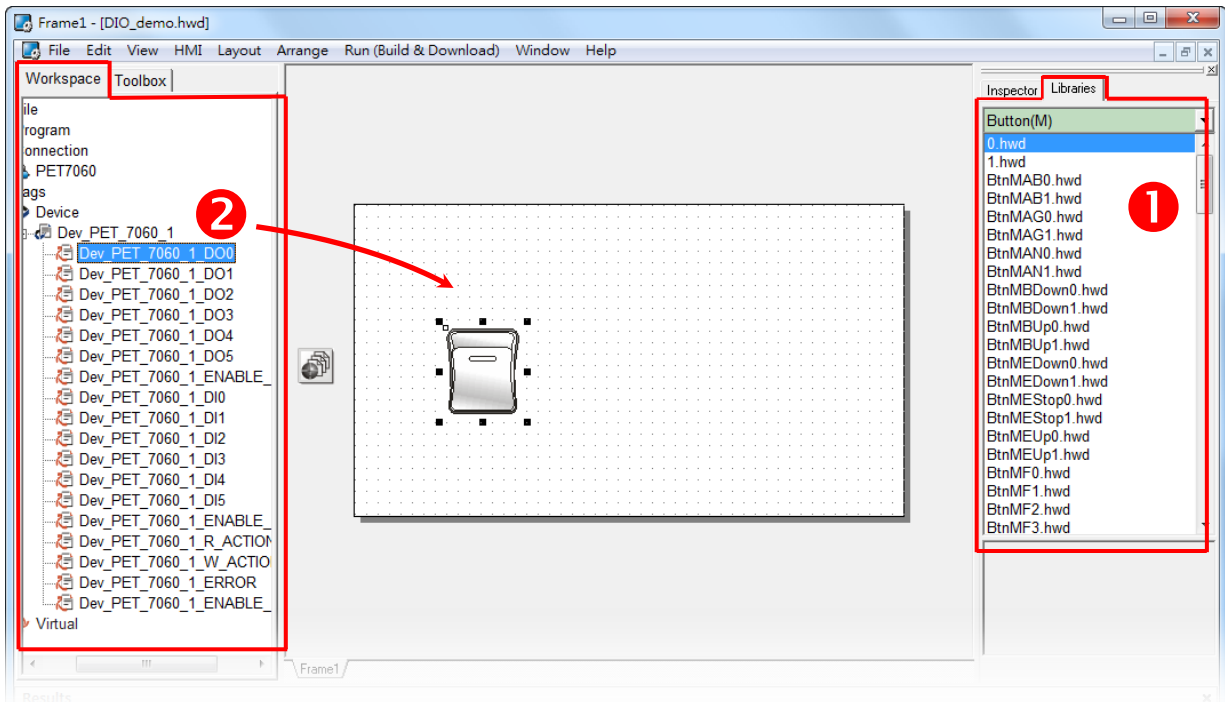 Frame1 - [DIO_demo.hwd]
File Edit View HMI Layout Arrange Run (Build & Download) Window Help
Workspace Toolbox
ile
rogram
onnection
PET7060
ags
Device
Dev_PET_7060_1
Dev_PET_7060_1_DO0
Dev_PET_7060_1_DO1
Dev_PET_7060_1_DO2
Dev_PET_7060_1_DO3
Dev_PET_7060_1_DO4
Dev_PET_7060_1_DO5
Dev_PET_7060_1_ENABLE_
Dev_PET_7060_1_DI0
Dev_PET_7060_1_DI1
Dev_PET_7060_1_DI2
Dev_PET_7060_1_DI3
Dev_PET_7060_1_DI4
Dev_PET_7060_1_DI5
Dev_PET_7060_1_ENABLE_
Dev_PET_7060_1_R_ACTION
Dev_PET_7060_1_W_ACTIO
Dev_PET_7060_1_ERROR
Dev_PET_7060_1_ENABLE_
Virtual
2
Frame1
Inspector Libraries
Button(M)
0.hwd
1.hwd
BtnMAB0.hwd
BtnMAB1.hwd
BtnMAG0.hwd
BtnMAG1.hwd
BtnMAN0.hwd
BtnMAN1.hwd
BtnMBDown0.hwd
BtnMBDown1.hwd
BtnMBUp0.hwd
BtnMBUp1.hwd
BtnMEDown0.hwd
BtnMEDown1.hwd
BtnMEStop0.hwd
BtnMEStop1.hwd
BtnMEUp0.hwd
BtnMEUp1.hwd
BtnMF0.hwd
BtnMF1.hwd
BtnMF2.hwd
BtnMF3.hwd
1
Results